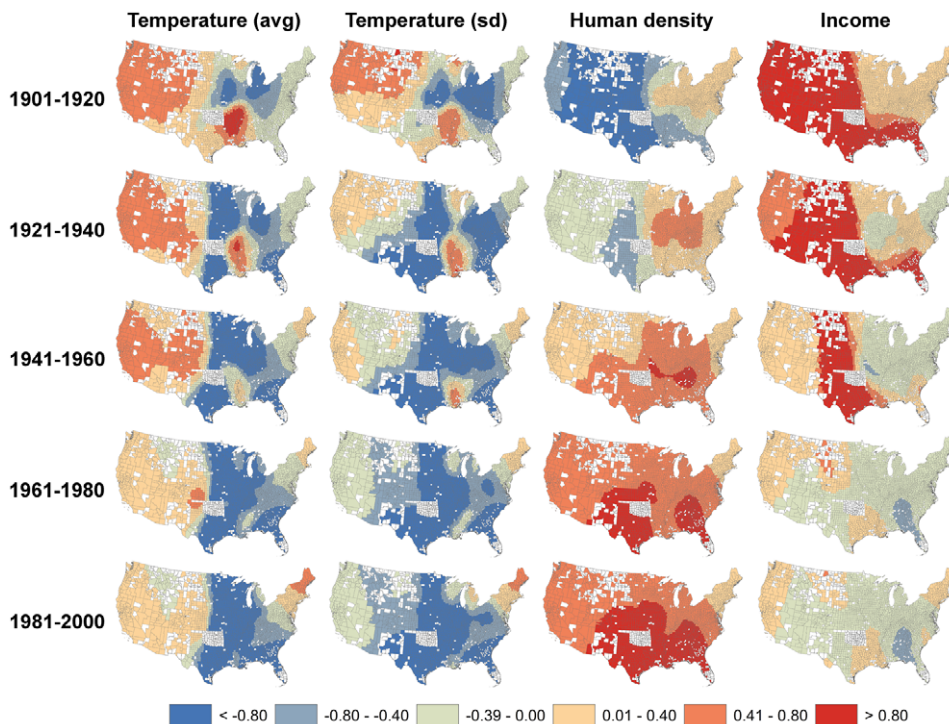 Temperature (avg) Temperature (sd) Human density Income
1901-1920
1921-1940
1941-1960
1961-1980
1981-2000
< -0.80 -0.80 - -0.40 -0.39 - 0.00 0.01 - 0.40 0.41 - 0.80 > 0.80